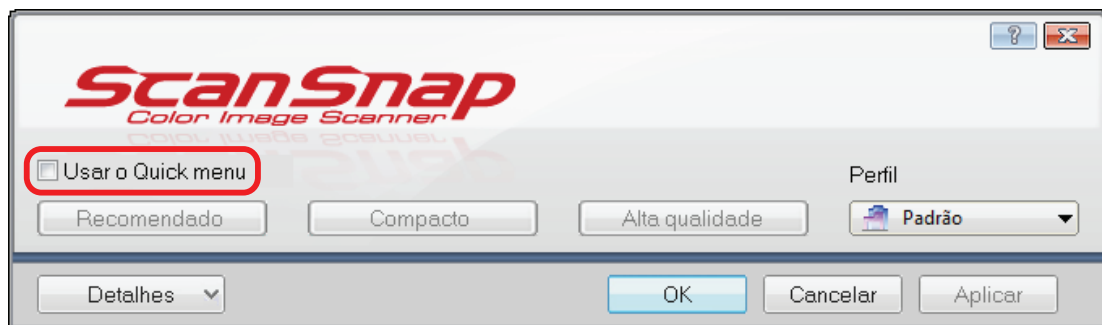 ?
ScanSnap
Color Image Scanner
Usar o Quick menu
Perfil
Recomendado
Compacto
Alta qualidade
Padrão
Detalhes
OK
Cancelar
Aplicar